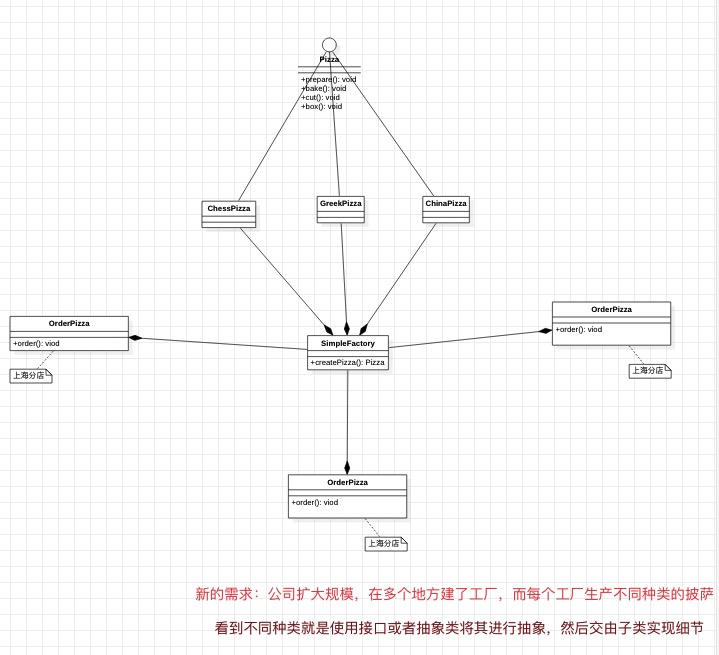 Pizza
+prepare(): void
+bake(): void
+cut(): void
+box(): void
ChessPizza
GreekPizza
ChinaPizza
OrderPizza
+order(): viod
上海分店
SimpleFactory
+createPizza(): Pizza
OrderPizza
+order(): viod
上海分店
OrderPizza
+order(): viod
上海分店
新的需求：公司扩大规模，在多个地方建了工厂，而每个工厂生产不同种类的披萨
看到不同种类就是使用接口或者抽象类将其进行抽象，然后交由子类实现细节